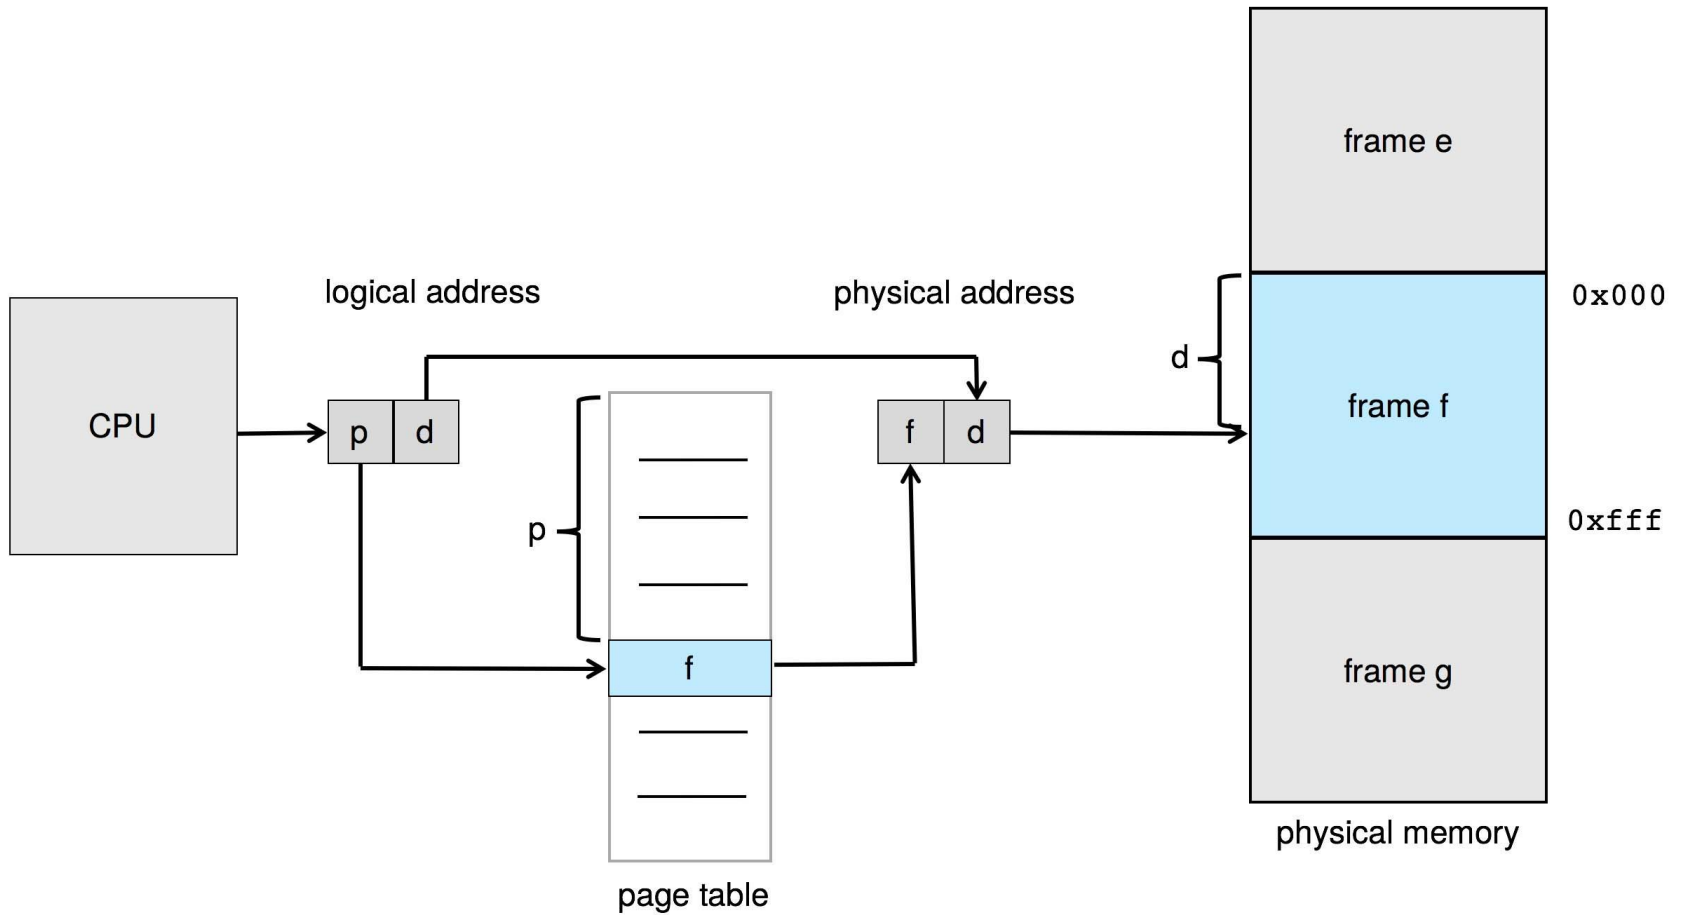 frame e
logical address
physical address
0x000
d
frame f
CPU
p d
f d
p
0xfff
f
frame g
physical memory
page table